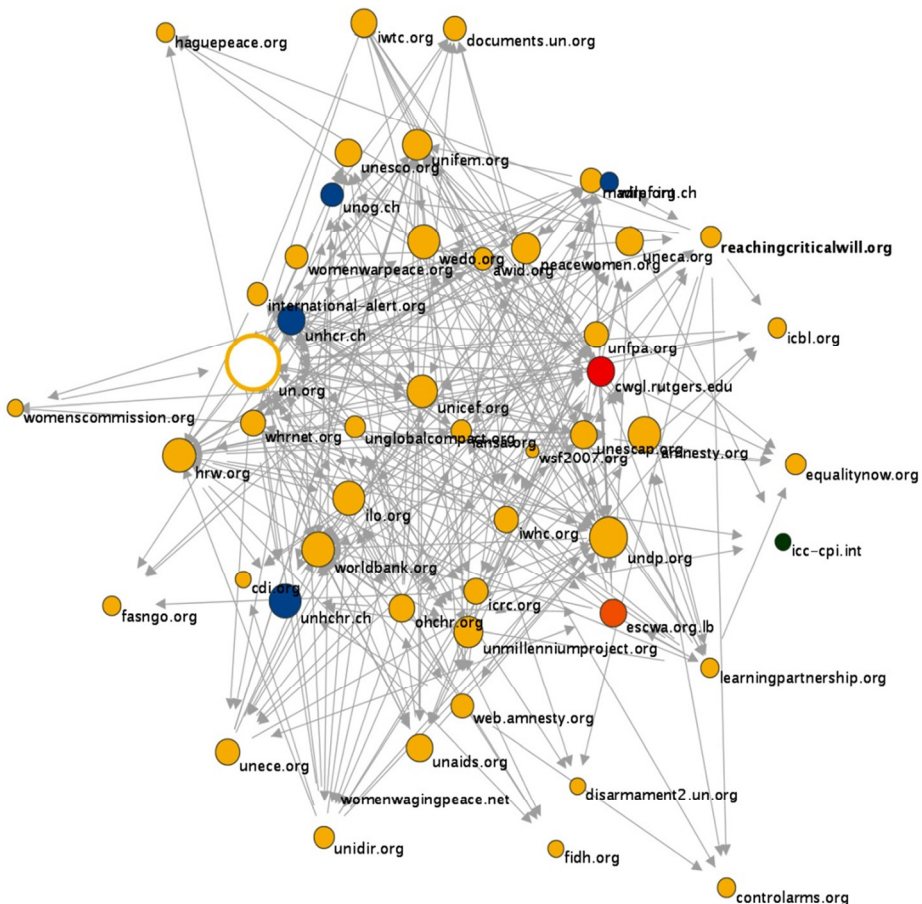 haguepeace.org
iwtc.org
documents.un.org
unesco.org
unifem.org
unog.ch
reachingcriticalwill.org
womenwarpeace.org
wedo.org
awid.org
peacewomen.org
uneca.org
international-alert.org
unhcr.ch
icbl.org
unfpa.org
un.org
cwgl.rutgers.edu
womenscommission.org
unicef.org
whrnet.org
unglobalcompact.org
iansa.org
wsf2007.org
unescap.org
amnesty.org
hrw.org
equalitynow.org
ilo.org
iwhc.org
undp.org
icc-cpi.int
worldbank.org
cdi.org
fasngo.org
unhchr.ch
ohchr.org
icrc.org
escwa.org.lb
unmillenniumproject.org
learningpartnership.org
web.amnesty.org
unece.org
unaids.org
womenwagingpeace.net
disarmament2.un.org
unidir.org
fidh.org
controlarms.org